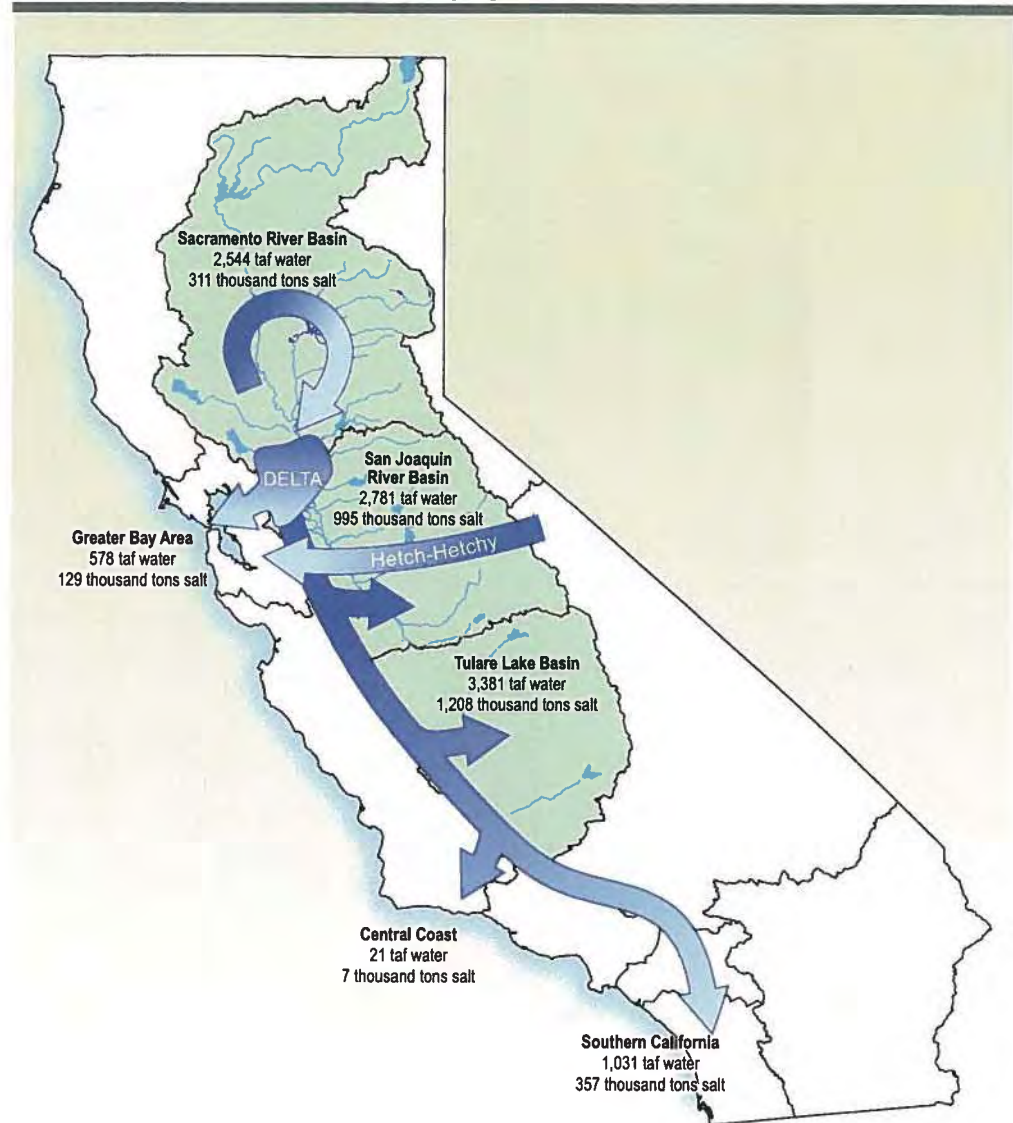 Sacramento River Basin
2,544 taf water
311 thousand tons salt
DELTA
San Joaquin
River Basin
2,781 taf water
995 thousand tons salt
Hetch-Hetchy
Greater Bay Area
578 taf water
129 thousand tons salt
Tulare Lake Basin
3,381 taf water
1,208 thousand tons salt
Central Coast
21 taf water
7 thousand tons salt
Southern California
1,031 taf water
357 thousand tons salt